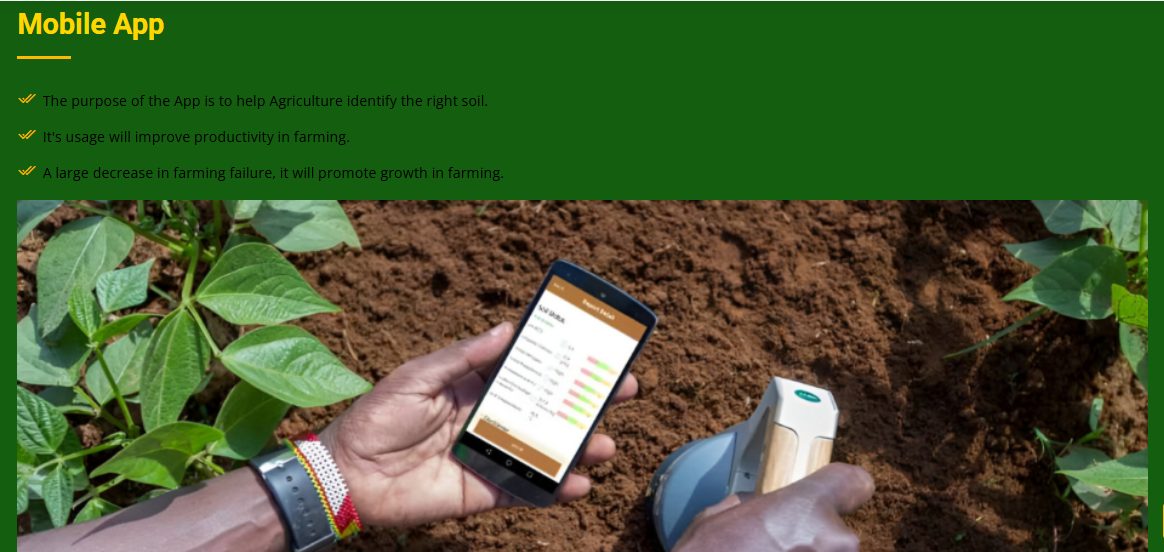 Mobile App
The purpose of the App is to help Agriculture identify the right soil.
It's usage will improve productivity in farming.
A large decrease in farming failure, it will promote growth in farming.
Report Detail
Soil Status